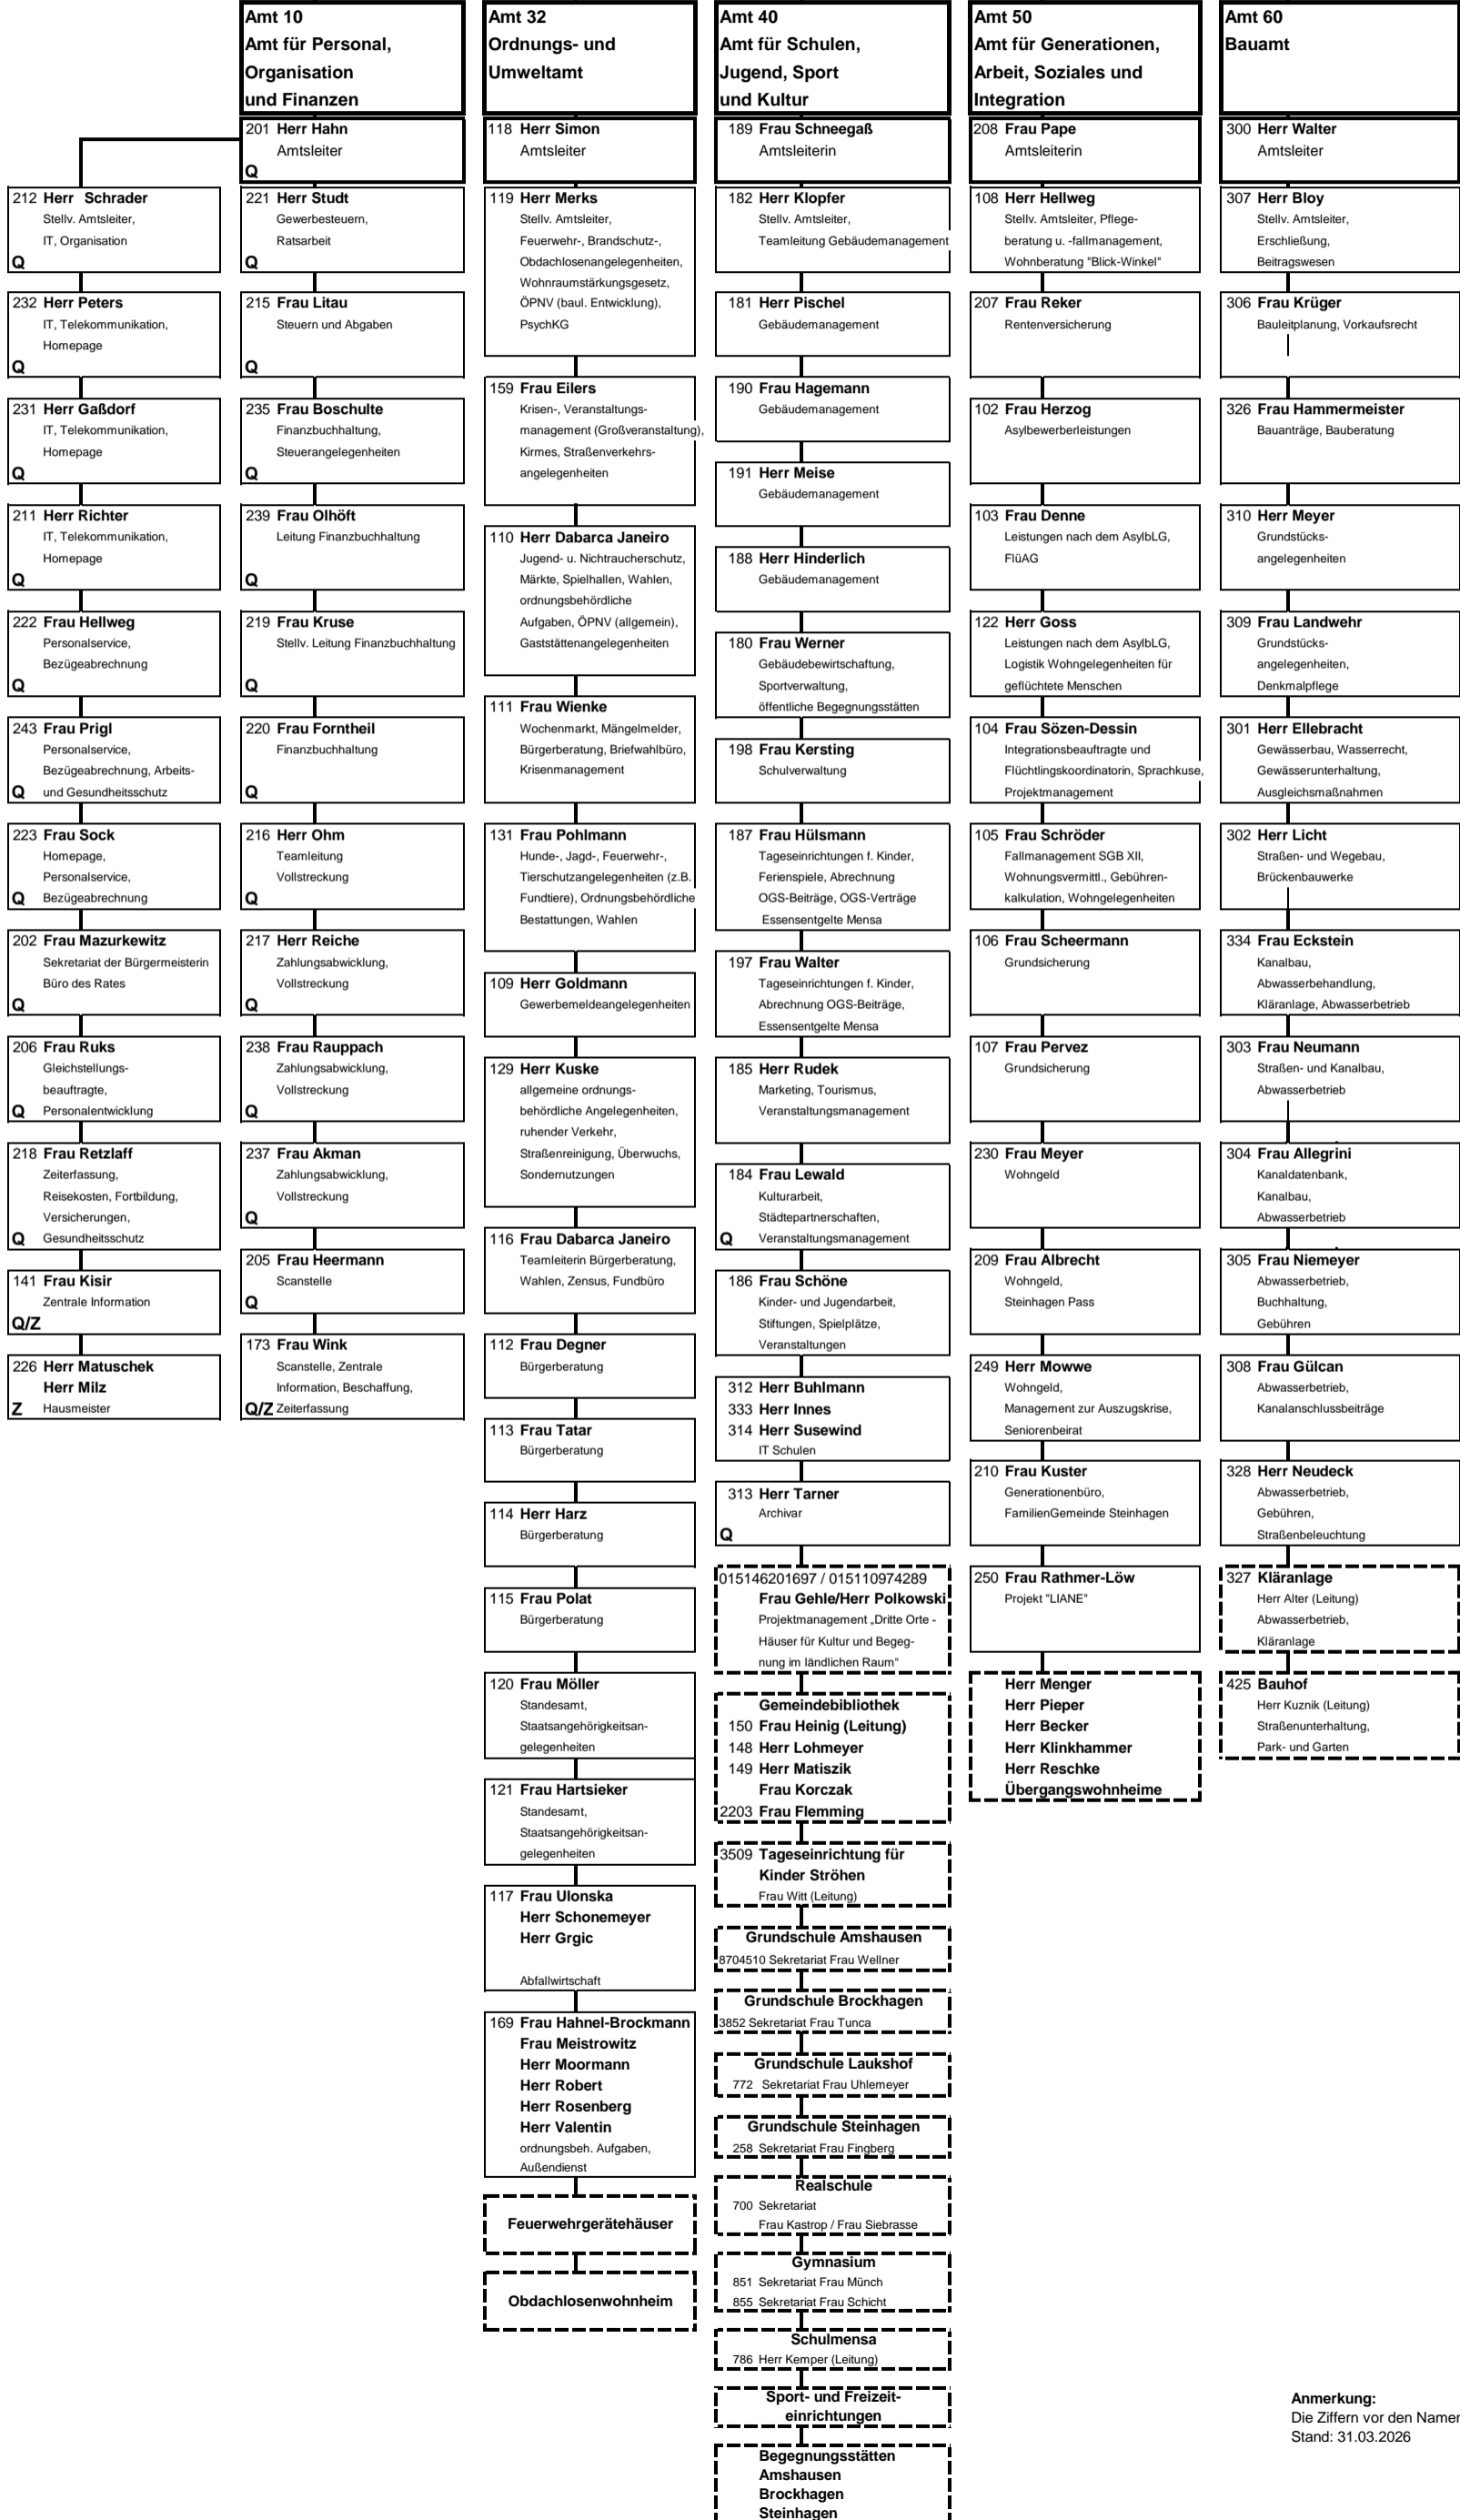 Amt 10
Amt für Personal,
Organisation
und Finanzen
201 Herr Hahn
Amtsleiter
Q
212 Herr Schrader
Stellv. Amtsleiter,
IT, Organisation
Q
232 Herr Peters
IT, Telekommunikation,
Homepage
Q
231 Herr Gaßdorf
IT, Telekommunikation,
Homepage
Q
211 Herr Richter
IT, Telekommunikation,
Homepage
Q
222 Frau Hellweg
Personalservice,
Bezügeabrechnung
Q
243 Frau Prigl
Personalservice,
Bezügeabrechnung, Arbeits-
Q und Gesundheitsschutz
223 Frau Sock
Homepage,
Personalservice,
Q Bezügeabrechnung
202 Frau Mazurkewitz
Sekretariat der Bürgermeisterin
Büro des Rates
Q
206 Frau Ruks
Gleichstellungs-
beauftragte,
Q Personalentwicklung
218 Frau Retzlaff
Zeiterfassung,
Reisekosten, Fortbildung,
Versicherungen,
Q Gesundheitsschutz
141 Frau Kisir
Zentrale Information
Q/Z
226 Herr Matuschek
Herr Milz
Z Hausmeister
221 Herr Studt
Gewerbesteuern,
Ratsarbeit
Q
215 Frau Litau
Steuern und Abgaben
Q
235 Frau Boschulte
Finanzbuchhaltung,
Steuerangelegenheiten
Q
239 Frau Olhöft
Leitung Finanzbuchhaltung
Q
219 Frau Kruse
Stellv. Leitung Finanzbuchhaltung
Q
220 Frau Forntheil
Finanzbuchhaltung
Q
216 Herr Ohm
Teamleitung
Vollstreckung
Q
217 Herr Reiche
Zahlungsabwicklung,
Vollstreckung
Q
238 Frau Rauppach
Zahlungsabwicklung,
Vollstreckung
Q
237 Frau Akman
Zahlungsabwicklung,
Vollstreckung
Q
205 Frau Heermann
Scanstelle
Q
173 Frau Wink
Scanstelle, Zentrale
Information, Beschaffung,
Q/Z Zeiterfassung
Amt 32
Ordnungs- und
Umweltamt
118 Herr Simon
Amtsleiter
119 Herr Merks
Stellv. Amtsleiter,
Feuerwehr-, Brandschutz-,
Obdachlosenangelegenheiten,
Wohnraumstärkungsgesetz,
ÖPNV (baul. Entwicklung),
PsychKG
159 Frau Eilers
Krisen-, Veranstaltungs-
management (Großveranstaltung),
Kirmes, Straßenverkehrs-
angelegenheiten
110 Herr Dabarca Janeiro
Jugend- u. Nichtraucherschutz,
Märkte, Spielhallen, Wahlen,
ordnungsbehördliche
Aufgaben, ÖPNV (allgemein),
Gaststättenangelegenheiten
111 Frau Wienke
Wochenmarkt, Mängelmelder,
Bürgerberatung, Briefwahlbüro,
Krisenmanagement
131 Frau Pohlmann
Hunde-, Jagd-, Feuerwehr-,
Tierschutzangelegenheiten (z.B.
Fundtiere), Ordnungsbehördliche
Bestattungen, Wahlen
109 Herr Goldmann
Gewerbemeldeangelegenheiten
129 Herr Kuske
allgemeine ordnungs-
behördliche Angelegenheiten,
ruhender Verkehr,
Straßenreinigung, Überwuchs,
Sondernutzungen
116 Frau Dabarca Janeiro
Teamleiterin Bürgerberatung,
Wahlen, Zensus, Fundbüro
112 Frau Degner
Bürgerberatung
113 Frau Tatar
Bürgerberatung
114 Herr Harz
Bürgerberatung
115 Frau Polat
Bürgerberatung
120 Frau Möller
Standesamt,
Staatsangehörigkeitsan-
gelegenheiten
121 Frau Hartsieker
Standesamt,
Staatsangehörigkeitsan-
gelegenheiten
117 Frau Ulonska
Herr Schonemeyer
Herr Grgic
Abfallwirtschaft
169 Frau Hahnel-Brockmann
Frau Meistrowitz
Herr Moormann
Herr Robert
Herr Rosenberg
Herr Valentin
ordnungsbeh. Aufgaben,
Außendienst
Feuerwehrgerätehäuser
Obdachlosenwohnheim
Amt 40
Amt für Schulen,
Jugend, Sport
und Kultur
189 Frau Schneegaß
Amtsleiterin
182 Herr Klopfer
Stellv. Amtsleiter,
Teamleitung Gebäudemanagement
181 Herr Pischel
Gebäudemanagement
190 Frau Hagemann
Gebäudemanagement
191 Herr Meise
Gebäudemanagement
188 Herr Hinderlich
Gebäudemanagement
180 Frau Werner
Gebäudebewirtschaftung,
Sportverwaltung,
öffentliche Begegnungsstätten
198 Frau Kersting
Schulverwaltung
187 Frau Hülsmann
Tageseinrichtungen f. Kinder,
Ferienspiele, Abrechnung
OGS-Beiträge, OGS-Verträge
Essensentgelte Mensa
197 Frau Walter
Tageseinrichtungen f. Kinder,
Abrechnung OGS-Beiträge,
Essensentgelte Mensa
185 Herr Rudek
Marketing, Tourismus,
Veranstaltungsmanagement
184 Frau Lewald
Kulturarbeit,
Städtepartnerschaften,
Q Veranstaltungsmanagement
186 Frau Schöne
Kinder- und Jugendarbeit,
Stiftungen, Spielplätze,
Veranstaltungen
312 Herr Buhlmann
333 Herr Innes
314 Herr Susewind
IT Schulen
313 Herr Tarner
Archivar
Q
015146201697 / 015110974289
Frau Gehle/Herr Polkowski
Projektmanagement „Dritte Orte -
Häuser für Kultur und Begeg-
nung im ländlichen Raum“
Gemeindebibliothek
150 Frau Heinig (Leitung)
148 Herr Lohmeyer
149 Herr Matiszik
Frau Korczak
2203 Frau Flemming
3509 Tageseinrichtung für
Kinder Ströhen
Frau Witt (Leitung)
Grundschule Amshausen
8704510 Sekretariat Frau Wellner
Grundschule Brockhagen
3852 Sekretariat Frau Tunca
Grundschule Laukshof
772 Sekretariat Frau Uhlemeyer
Grundschule Steinhagen
258 Sekretariat Frau Fingberg
Realschule
700 Sekretariat
Frau Kastrop / Frau Siebrasse
Gymnasium
851 Sekretariat Frau Münch
855 Sekretariat Frau Schicht
Schulmensa
786 Herr Kemper (Leitung)
Sport- und Freizeit-
einrichtungen
Begegnungsstätten
Amshausen
Brockhagen
Steinhagen
Amt 50
Amt für Generationen,
Arbeit, Soziales und
Integration
208 Frau Pape
Amtsleiterin
108 Herr Hellweg
Stellv. Amtsleiter, Pflege-
beratung u. -fallmanagement,
Wohnberatung "Blick-Winkel"
207 Frau Reker
Rentenversicherung
102 Frau Herzog
Asylbewerberleistungen
103 Frau Denne
Leistungen nach dem AsylbLG,
FlüAG
122 Herr Goss
Leistungen nach dem AsylbLG,
Logistik Wohngelegenheiten für
geflüchtete Menschen
104 Frau Sözen-Dessin
Integrationsbeauftragte und
Flüchtlingskoordinatorin, Sprachkuse,
Projektmanagement
105 Frau Schröder
Fallmanagement SGB XII,
Wohnungsvermittl., Gebühren-
kalkulation, Wohngelegenheiten
106 Frau Scheermann
Grundsicherung
107 Frau Pervez
Grundsicherung
230 Frau Meyer
Wohngeld
209 Frau Albrecht
Wohngeld,
Steinhagen Pass
249 Herr Mowwe
Wohngeld,
Management zur Auszugskrise,
Seniorenbeirat
210 Frau Kuster
Generationenbüro,
FamilienGemeinde Steinhagen
250 Frau Rathmer-Löw
Projekt "LIANE"
Herr Menger
Herr Pieper
Herr Becker
Herr Klinkhammer
Herr Reschke
Übergangswohnheime
Amt 60
Bauamt
300 Herr Walter
Amtsleiter
307 Herr Bloy
Stellv. Amtsleiter,
Erschließung,
Beitragswesen
306 Frau Krüger
Bauleitplanung, Vorkaufsrecht
326 Frau Hammermeister
Bauanträge, Bauberatung
310 Herr Meyer
Grundstücks-
angelegenheiten
309 Frau Landwehr
Grundstücks-
angelegenheiten,
Denkmalpflege
301 Herr Ellebracht
Gewässerbau, Wasserrecht,
Gewässerunterhaltung,
Ausgleichsmaßnahmen
302 Herr Licht
Straßen- und Wegebau,
Brückenbauwerke
334 Frau Eckstein
Kanalbau,
Abwasserbehandlung,
Kläranlage, Abwasserbetrieb
303 Frau Neumann
Straßen- und Kanalbau,
Abwasserbetrieb
304 Frau Allegrini
Kanaldatenbank,
Kanalbau,
Abwasserbetrieb
305 Frau Niemeyer
Abwasserbetrieb,
Buchhaltung,
Gebühren
308 Frau Gülcan
Abwasserbetrieb,
Kanalanschlussbeiträge
328 Herr Neudeck
Abwasserbetrieb,
Gebühren,
Straßenbeleuchtung
327 Kläranlage
Herr Alter (Leitung)
Abwasserbetrieb,
Kläranlage
425 Bauhof
Herr Kuznik (Leitung)
Straßenunterhaltung,
Park- und Garten
Anmerkung:
Die Ziffern vor den Namen
Stand: 31.03.2026